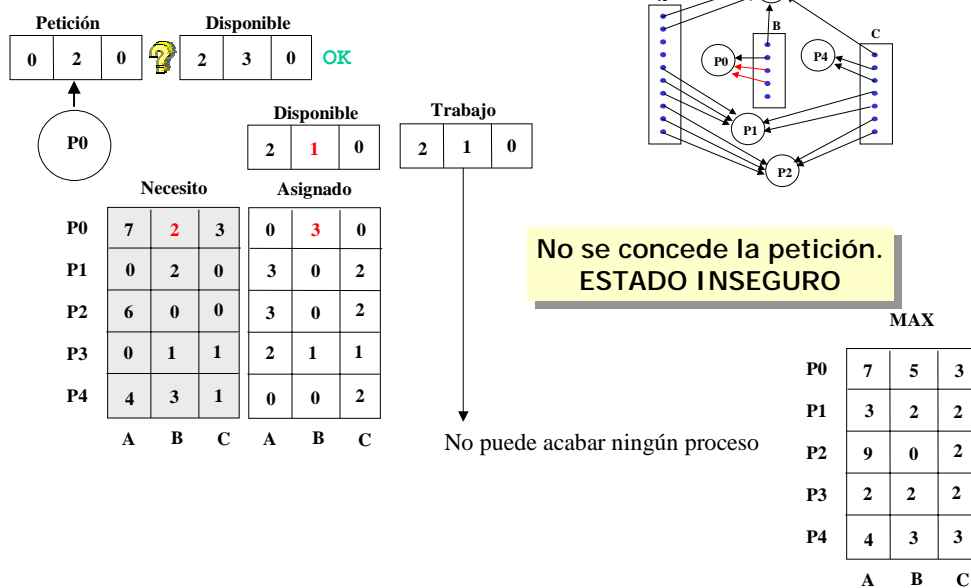 Petición Disponible
0 2 0 2 3 0 OK
P0
Disponible Trabajo
2 1 0 2 1 0
Necesito Asignado
P0 7 2 3 0 3 0
P1 0 2 0 3 0 2
P2 6 0 0 3 0 2
P3 0 1 1 2 1 1
P4 4 3 1 0 0 2
A B C A B C
No puede acabar ningún proceso
B
C
P0
P4
P1
P2
No se concede la petición.
ESTADO INSEGURO
MAX
P0 7 5 3
P1 3 2 2
P2 9 0 2
P3 2 2 2
P4 4 3 3
A B C